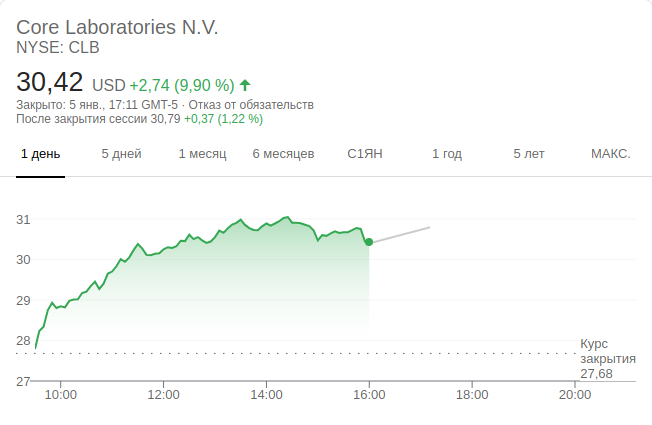 Core Laboratories N.V.
NYSE: CLB
30,42 USD +2,74 (9,90 %)
Закрыто: 5 янв., 17:11 GMT-5 · Отказ от обязательств
После закрытия сессии 30,79 +0,37 (1,22 %)
1 день 5 дней 1 месяц 6 месяцев С1ЯН 1 год 5 лет МАКС.
31
30
29
28
27
Курс
закрытия
27,68
10:00 12:00 14:00 16:00 18:00 20:00